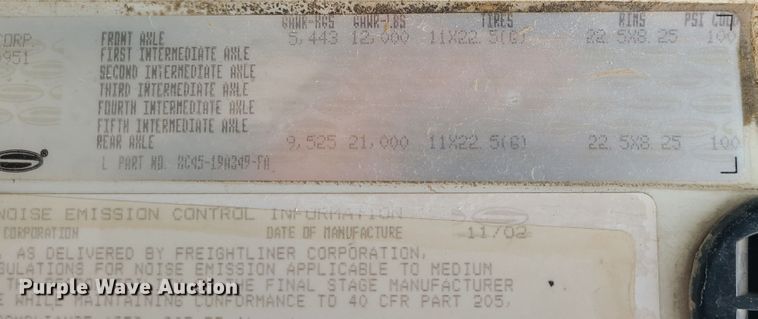 GAWR-KGS GAWR-LBS TIRES RIMS PSI
CORP. FRONT AXLE 5,443 12,000 11X22.5(G) 22.5X8.25 100
FIRST INTERMEDIATE AXLE
SECOND INTERMEDIATE AXLE
THIRD INTERMEDIATE AXLE
FOURTH INTERMEDIATE AXLE
FIFTH INTERMEDIATE AXLE
REAR AXLE 9,525 21,000 11X22.5(G) 22.5X8.25 100
L PART NO. XC45-19A349-FA
NOISE EMISSION CONTROL INFORMATION
CORPORATION DATE OF MANUFACTURE 11/02
, AS DELIVERED BY FREIGHTLINER CORPORATION,
GULATIONS FOR NOISE EMISSION APPLICABLE TO MEDIUM
FINAL STAGE MANUFACTURER
WHILE MAINTAINING CONFORMANCE TO 40 CFR PART 205,
Purple Wave Auction